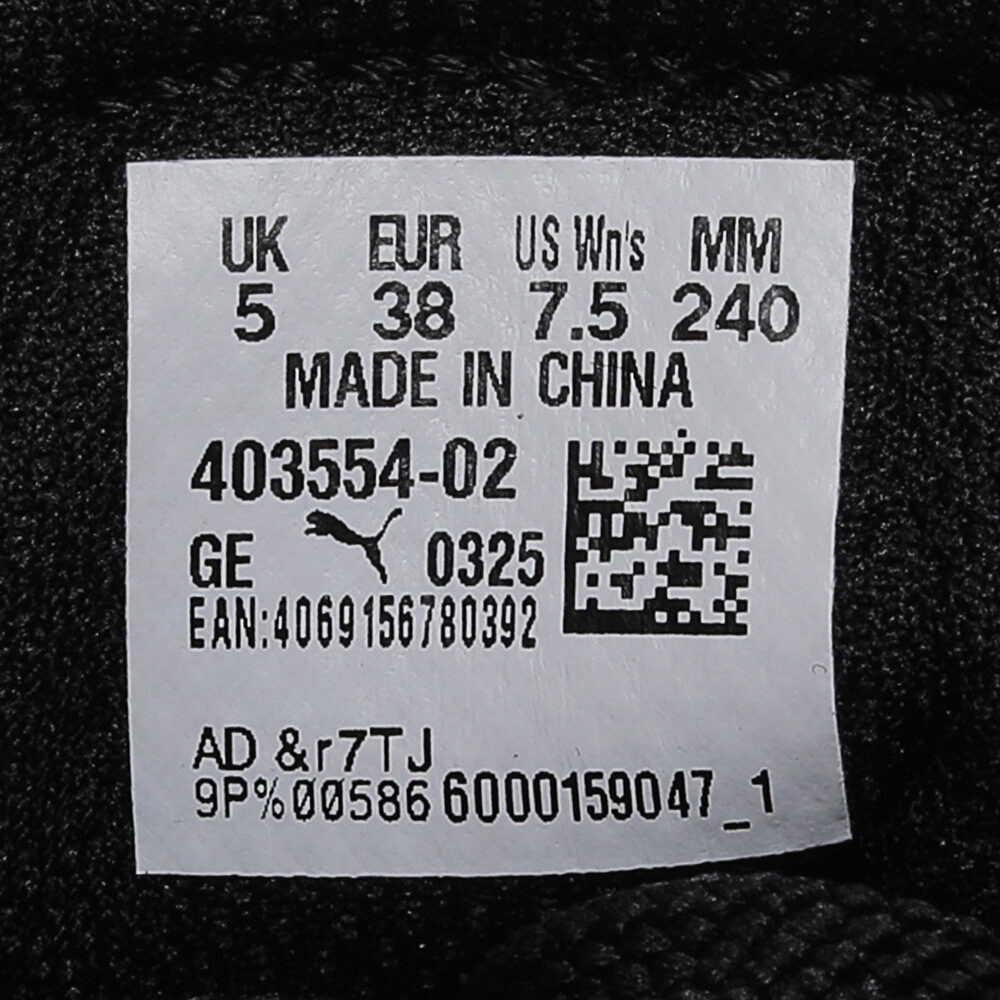 UK EUR US Wn's MM
5 38 7.5 240
MADE IN CHINA
403554-02
GE 0325
EAN:4069156780392
AD &r7TJ
9P%00586 6000159047_1